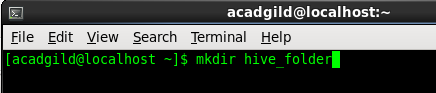 acadgild@localhost:~
File Edit View Search Terminal Help
[acadgild@localhost ~]$ mkdir hive_folder